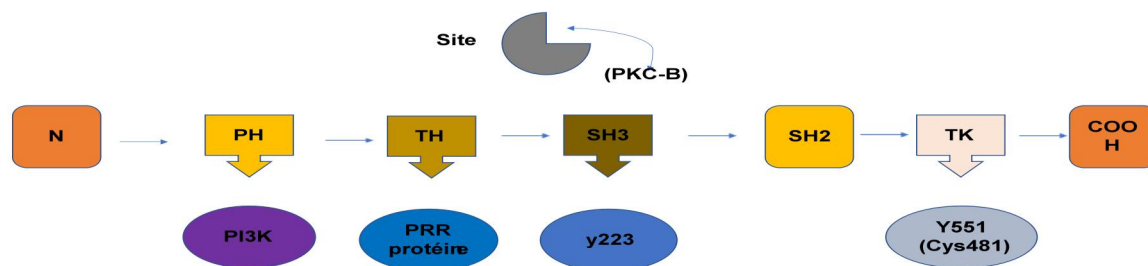 Site
(PKC-B)
N
PH
TH
SH3
SH2
TK
COO
H
PI3K
PRR
protéire
y223
Y551
(Cys481)